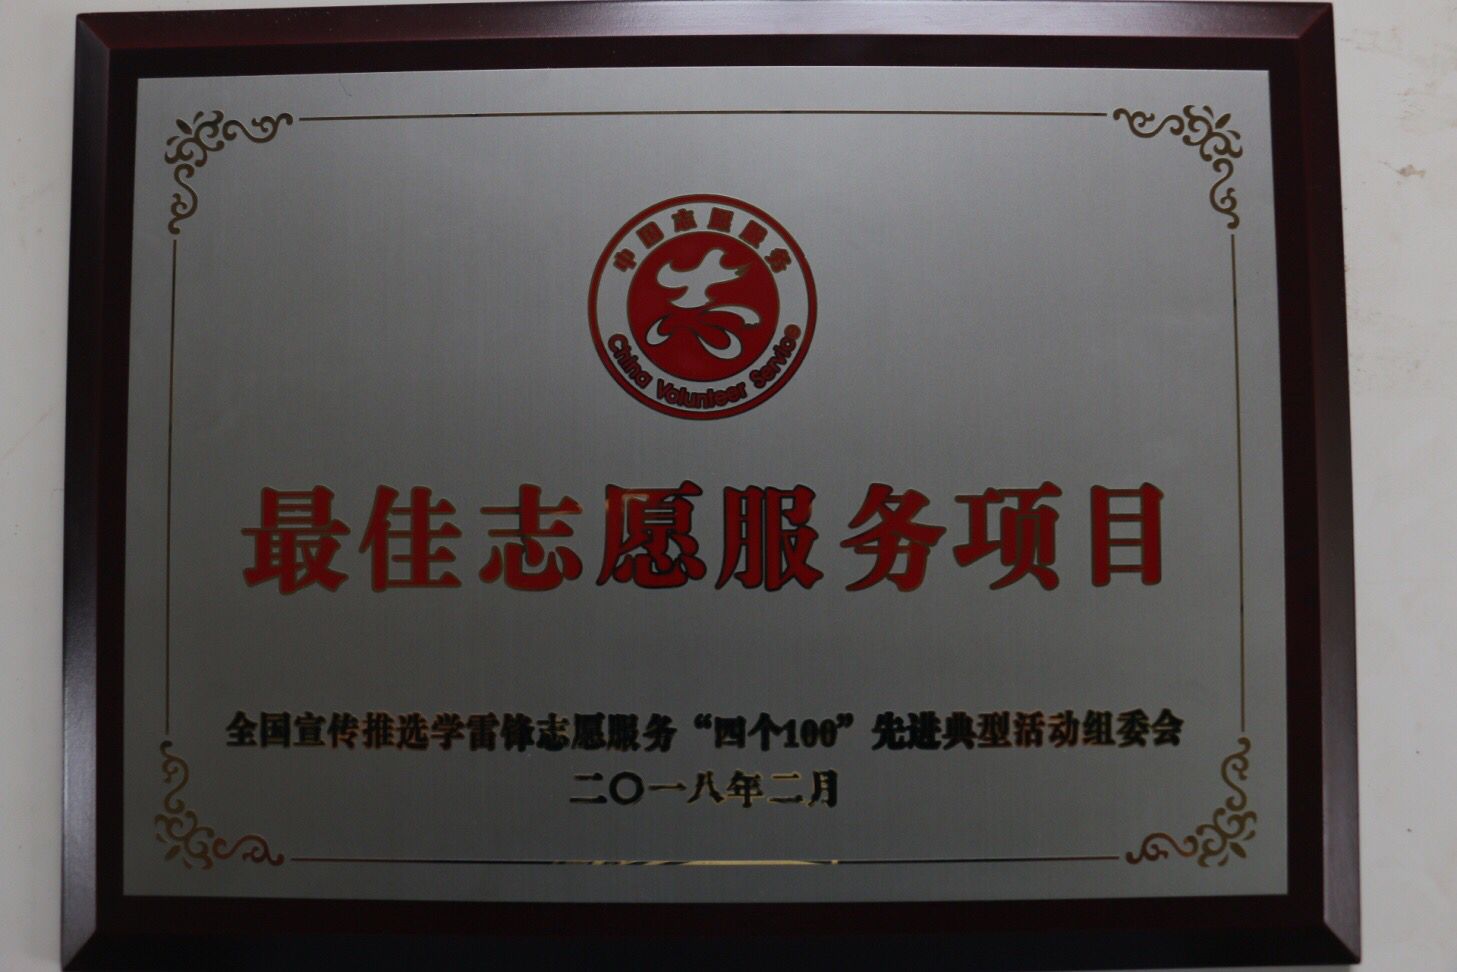 中国志愿服务
China Volunteer Service
最佳志愿服务项目
全国宣传推选学雷锋志愿服务“四个100”先进典型活动组委会
二〇一八年二月